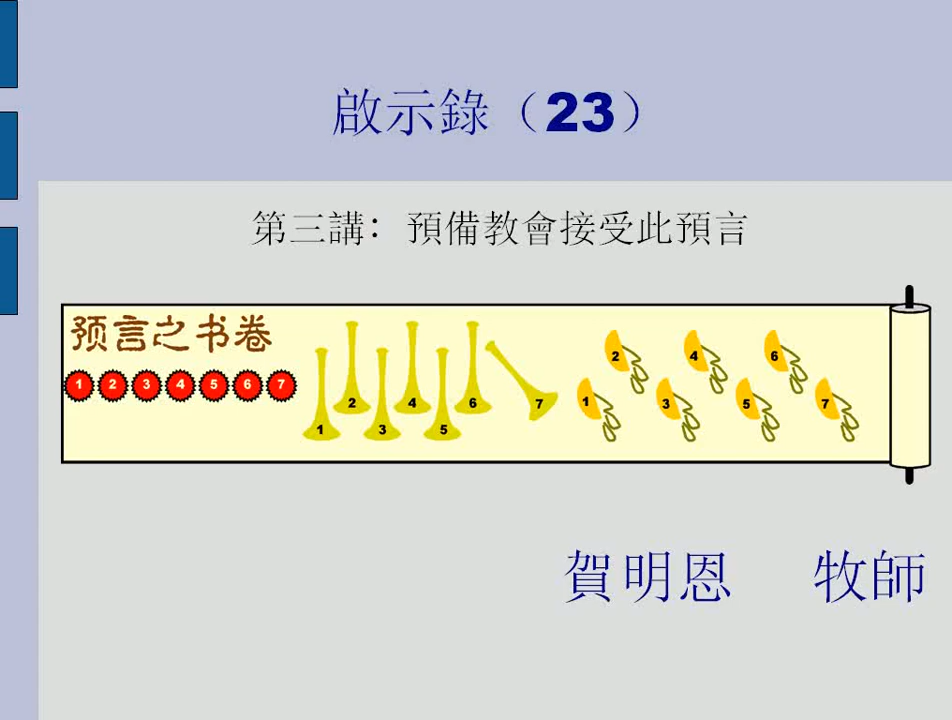 啟示錄（23）
第三講：預備教會接受此預言
预言之书卷
1 2 3 4 5 6 7
1 2 3 4 5 6 7
1 2 3 4 5 6 7
賀明恩 牧師